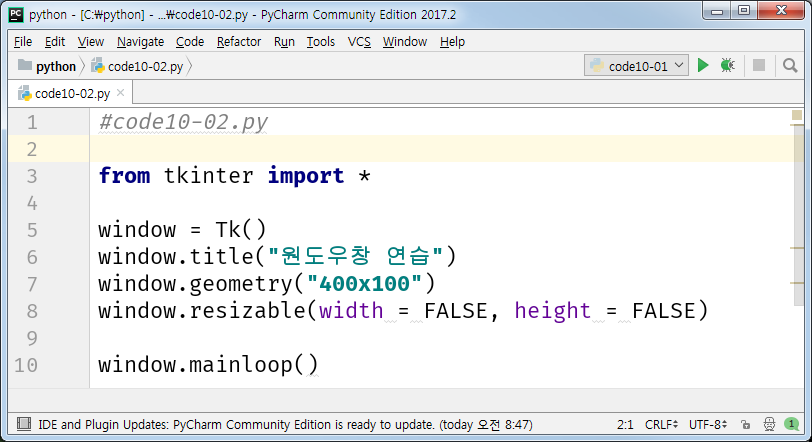 python - [C:₩python] - ...₩code10-02.py - PyCharm Community Edition 2017.2
File Edit View Navigate Code Refactor Run Tools VCS Window Help
python code10-02.py code10-01
code10-02.py
1 #code10-02.py
2
3 from tkinter import *
4
5 window = Tk()
6 window.title("원도우창 연습")
7 window.geometry("400x100")
8 window.resizable(width = FALSE, height = FALSE)
9
10 window.mainloop()
IDE and Plugin Updates: PyCharm Community Edition is ready to update. (today 오전 8:47) 2:1 CRLF UTF-8 1